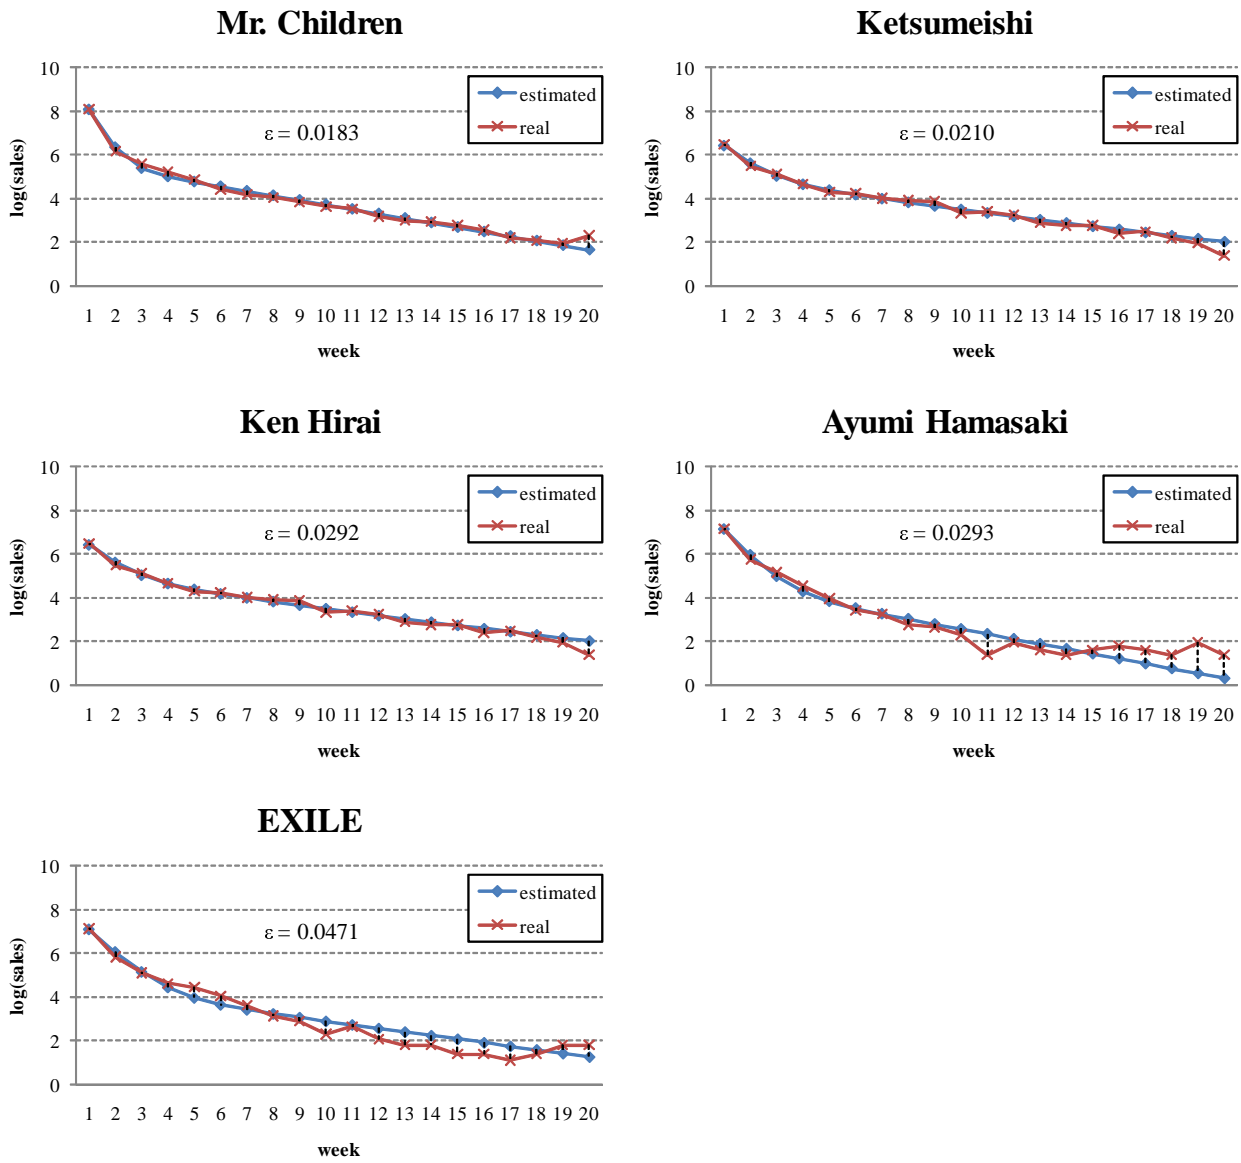 Mr. Children
10
8
6
4
2
0
log(sales)
estimated
real
ε = 0.0183
1 2 3 4 5 6 7 8 9 10 11 12 13 14 15 16 17 18 19 20
week
Ketsumeishi
10
8
6
4
2
0
log(sales)
estimated
real
ε = 0.0210
1 2 3 4 5 6 7 8 9 10 11 12 13 14 15 16 17 18 19 20
week
Ken Hirai
10
8
6
4
2
0
log(sales)
estimated
real
ε = 0.0292
1 2 3 4 5 6 7 8 9 10 11 12 13 14 15 16 17 18 19 20
week
Ayumi Hamasaki
10
8
6
4
2
0
log(sales)
estimated
real
ε = 0.0293
1 2 3 4 5 6 7 8 9 10 11 12 13 14 15 16 17 18 19 20
week
EXILE
10
8
6
4
2
0
log(sales)
estimated
real
ε = 0.0471
1 2 3 4 5 6 7 8 9 10 11 12 13 14 15 16 17 18 19 20
week